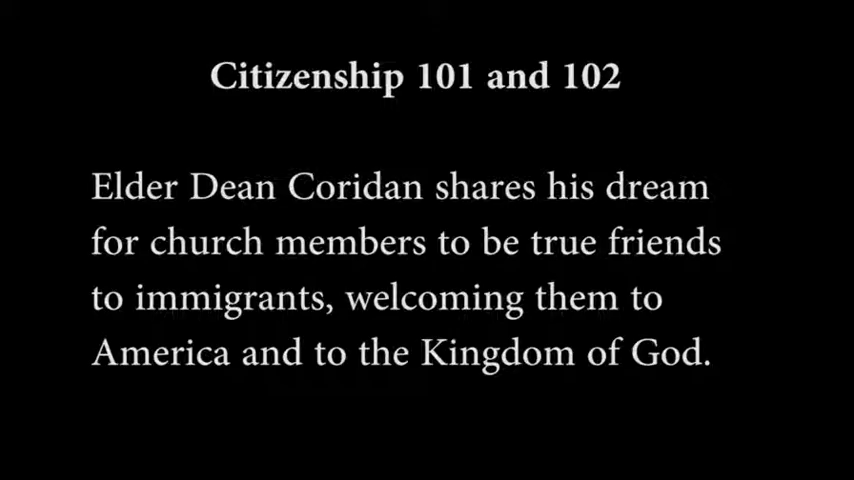 Citizenship 101 and 102
Elder Dean Coridan shares his dream
for church members to be true friends
to immigrants, welcoming them to
America and to the Kingdom of God.